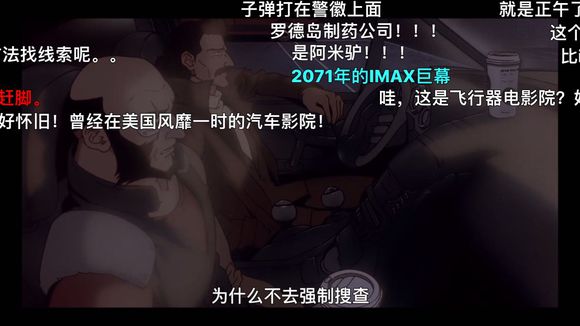 子弹打在警徽上面
就是正午了
罗德岛制药公司！！！
这个
法找线索呢。。
是阿米驴！！！
比
2071年的IMAX巨幕
赶脚。
哇，这是飞行器电影院？
好怀旧！曾经在美国风靡一时的汽车影院！
为什么不去强制搜查